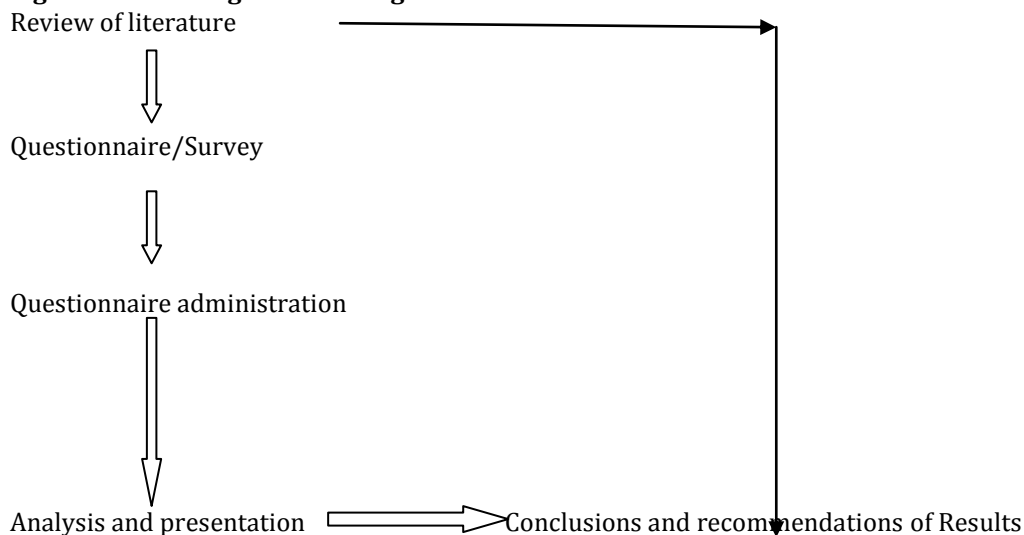 Review of literature
Questionnaire/Survey
Questionnaire administration
Analysis and presentation
Conclusions and recommendations of Results